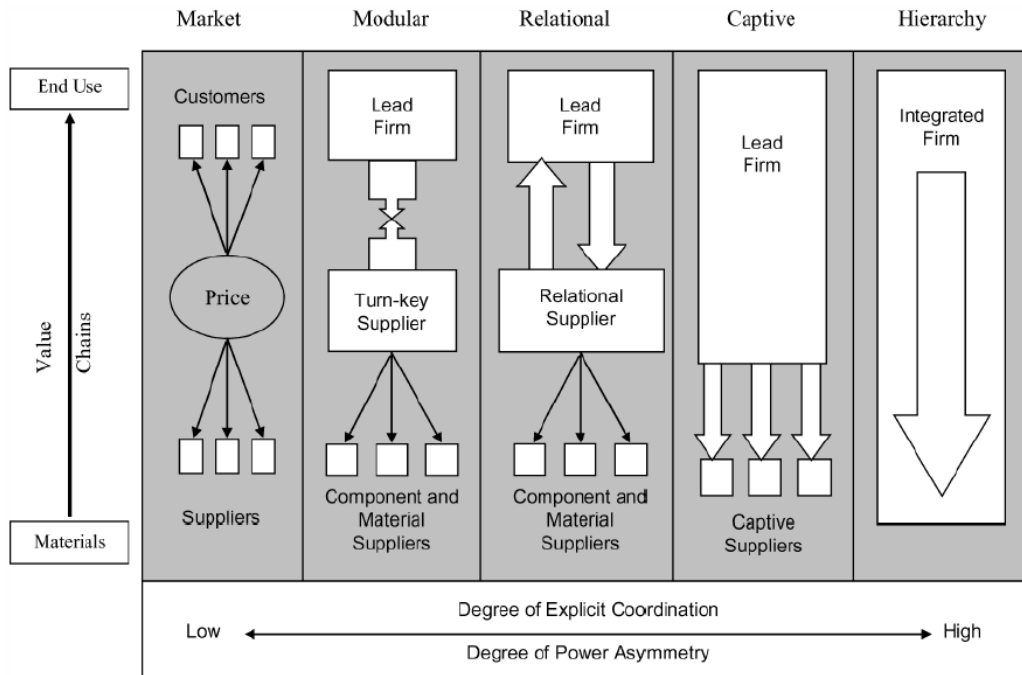 Market
Modular
Relational
Captive
Hierarchy
End Use
Value
Chains
Materials
Customers
Price
Suppliers
Lead
Firm
Turn-key
Supplier
Component and
Material
Suppliers
Lead
Firm
Relational
Supplier
Component and
Material
Suppliers
Lead
Firm
Captive
Suppliers
Integrated
Firm
Degree of Explicit Coordination
Low
High
Degree of Power Asymmetry